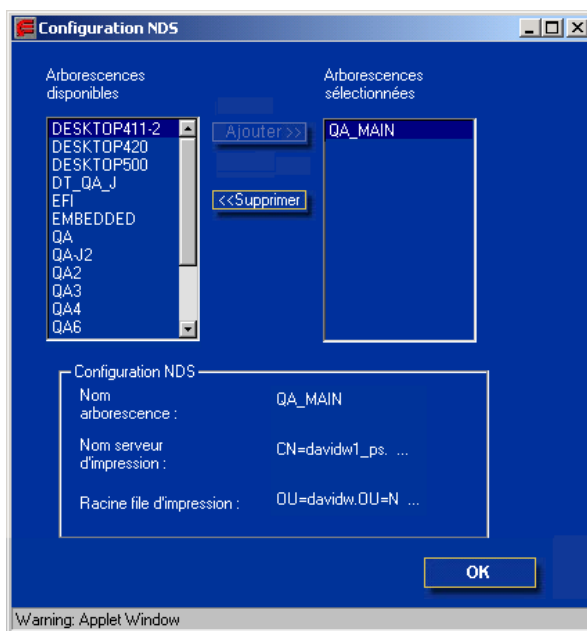 Configuration NDS
Arborescences
disponibles
Arborescences
sélectionnées
DESKTOP411-2
DESKTOP420
DESKTOP500
DT_QA_J
EFI
EMBEDDED
QA
QA-J2
QA2
QA3
QA4
QA6
Ajouter >>
<<Supprimer
QA_MAIN
Configuration NDS
Nom
arborescence :
QA_MAIN
Nom serveur
d'impression :
CN=davidw1_ps. ...
Racine file d'impression :
OU=davidw.OU=N ...
OK
Warning: Applet Window